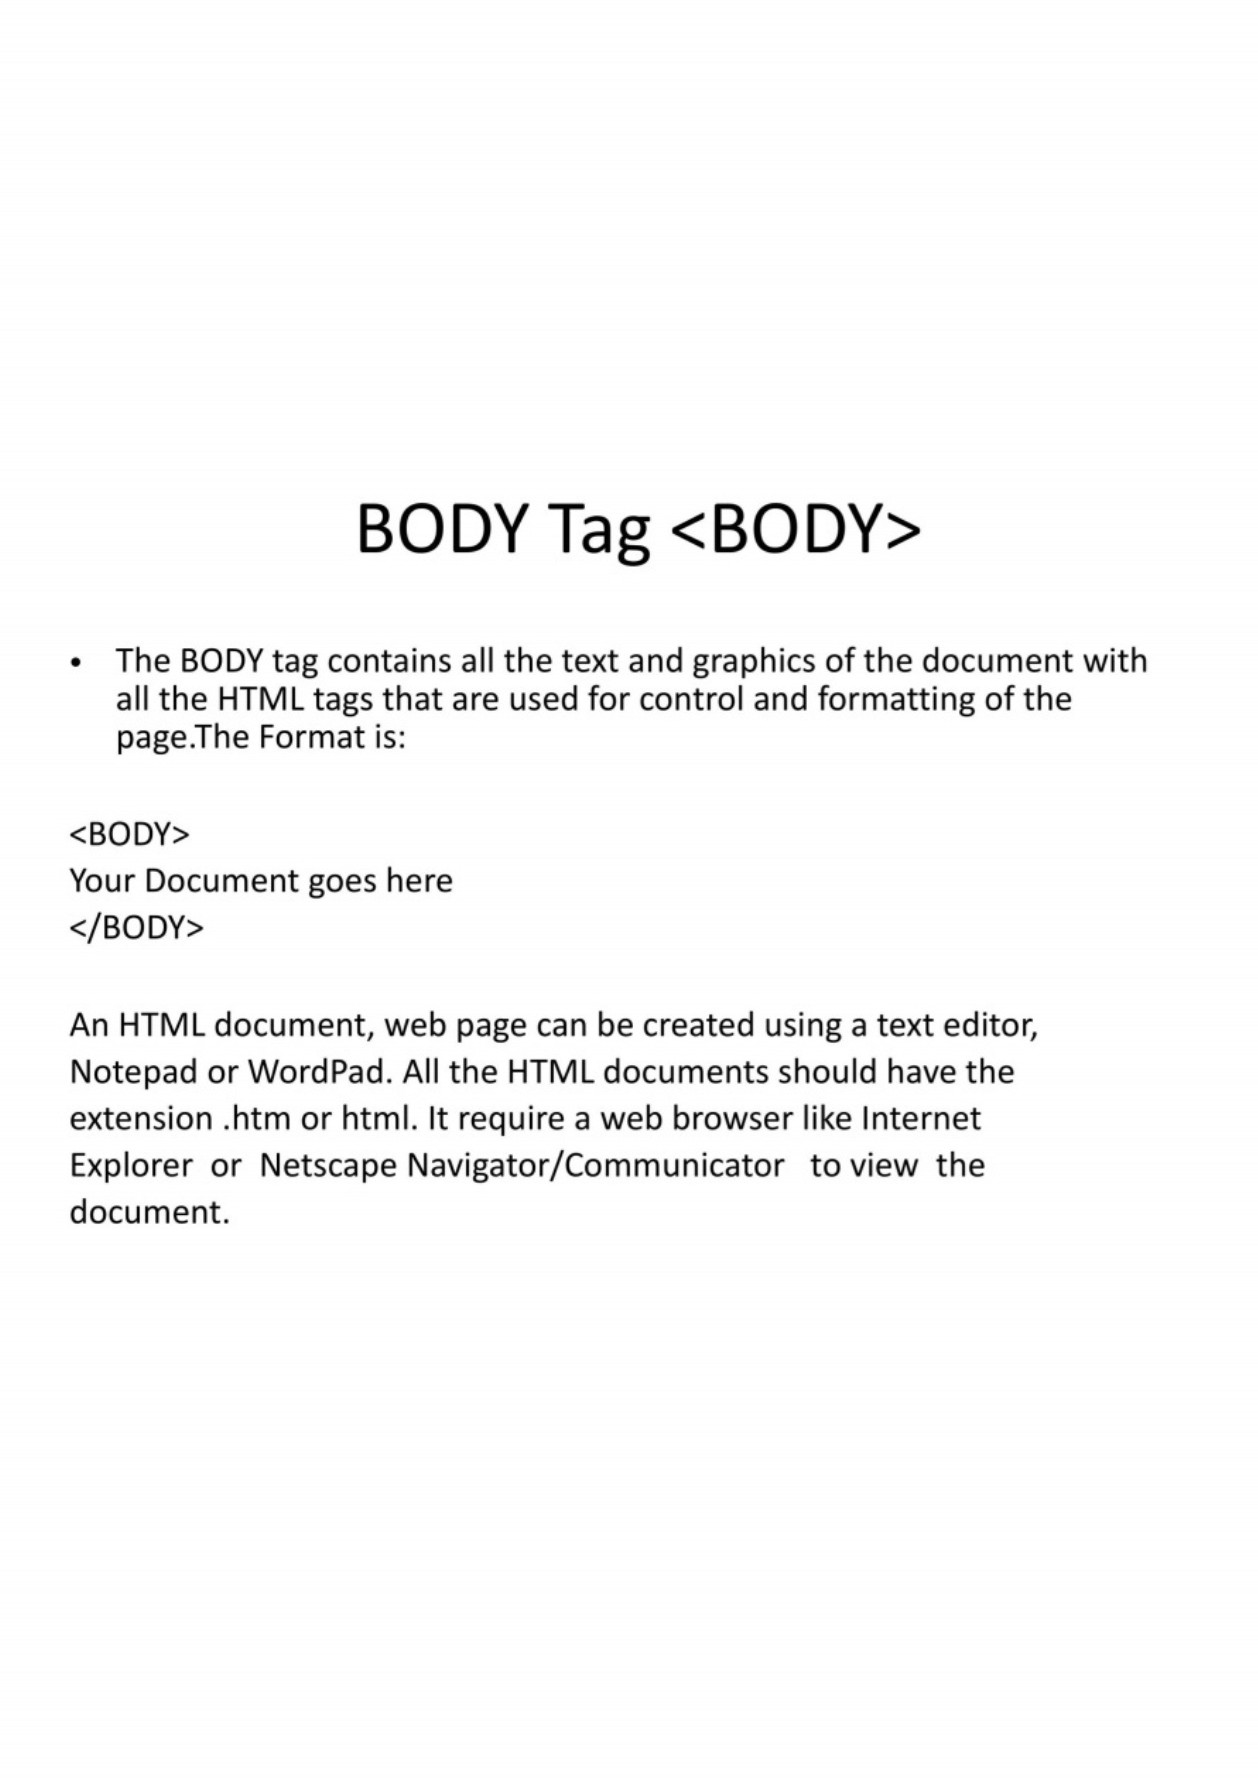 BODY Tag <BODY>
• The BODY tag contains all the text and graphics of the document with
all the HTML tags that are used for control and formatting of the
page.The Format is:
<BODY>
Your Document goes here
</BODY>
An HTML document, web page can be created using a text editor,
Notepad or WordPad. All the HTML documents should have the
extension .htm or html. It require a web browser like Internet
Explorer or Netscape Navigator/Communicator to view the
document.